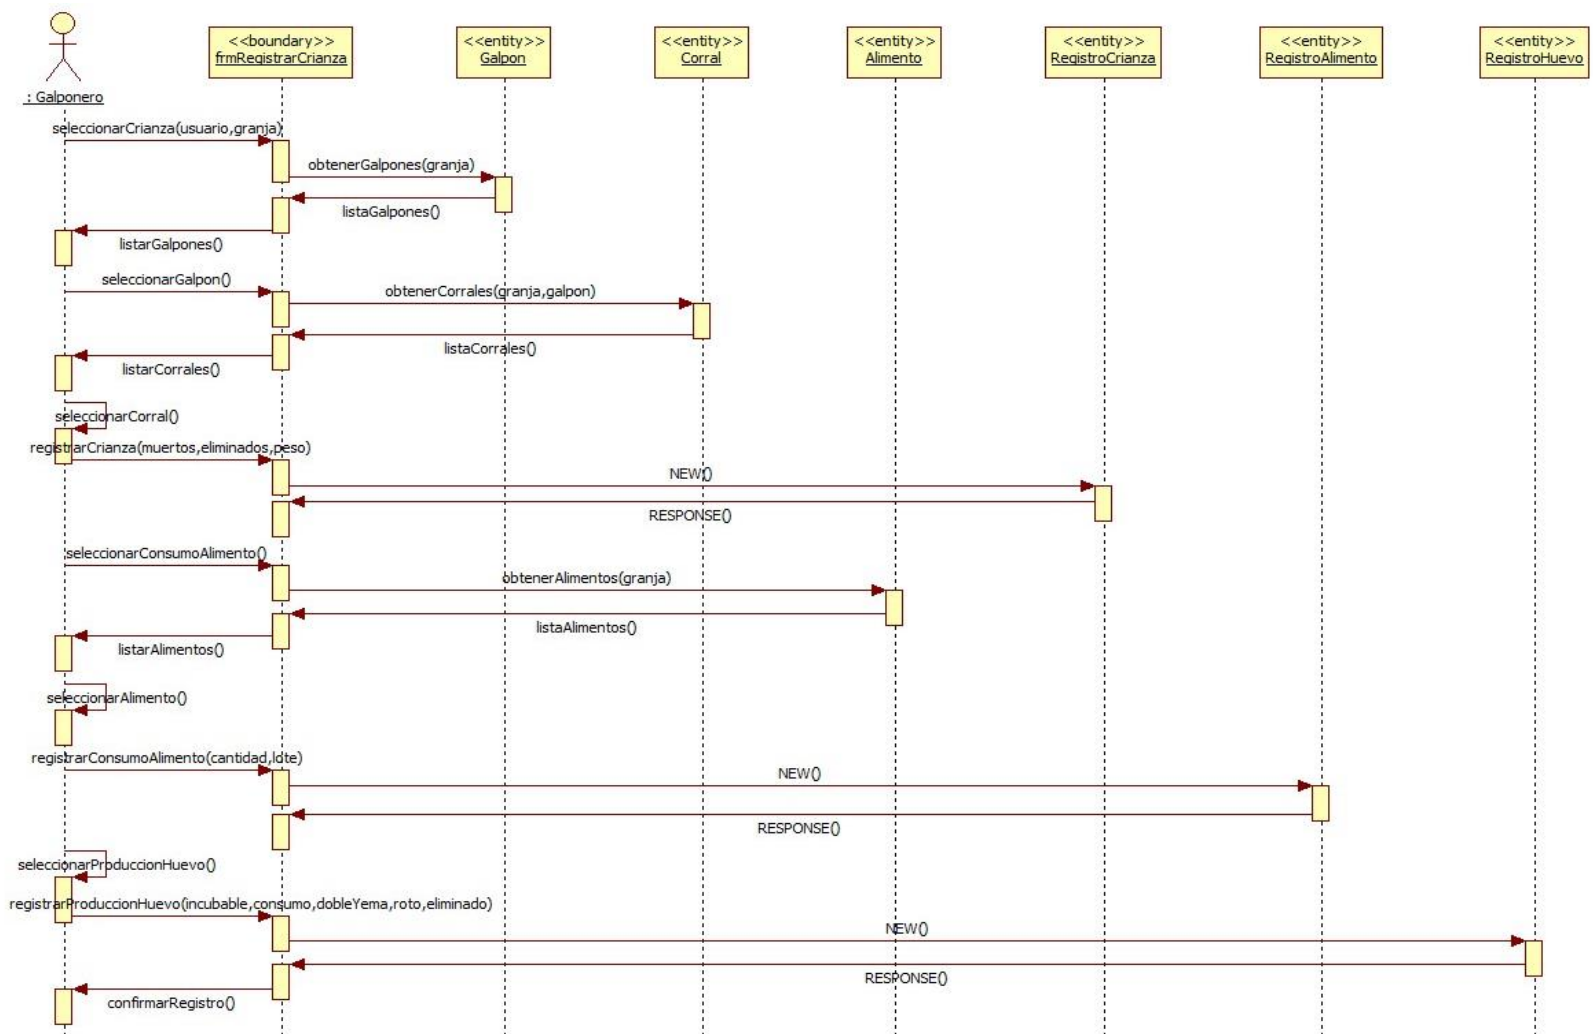 <<boundary>>
frmRegistrarCrianza
<<entity>>
Galpon
<<entity>>
Corral
<<entity>>
Alimento
<<entity>>
RegistroCrianza
<<entity>>
RegistroAlimento
<<entity>>
RegistroHuevo
: Galponero
seleccionarCrianza(usuario,granja)
obtenerGalpones(granja)
listaGalpones()
listarGalpones()
seleccionarGalpon()
obtenerCorrales(granja,galpon)
listaCorrales()
listarCorrales()
seleccionarCorral()
registrarCrianza(muertos,eliminados,peso)
NEW()
RESPONSE()
seleccionarConsumoAlimento()
obtenerAlimentos(granja)
listaAlimentos()
listarAlimentos()
seleccionarAlimento()
registrarConsumoAlimento(cantidad,lote)
NEW()
RESPONSE()
seleccionarProduccionHuevo()
registrarProduccionHuevo(incubable,consumo,dobleYema,roto,eliminado)
NEW()
RESPONSE()
confirmarRegistro()